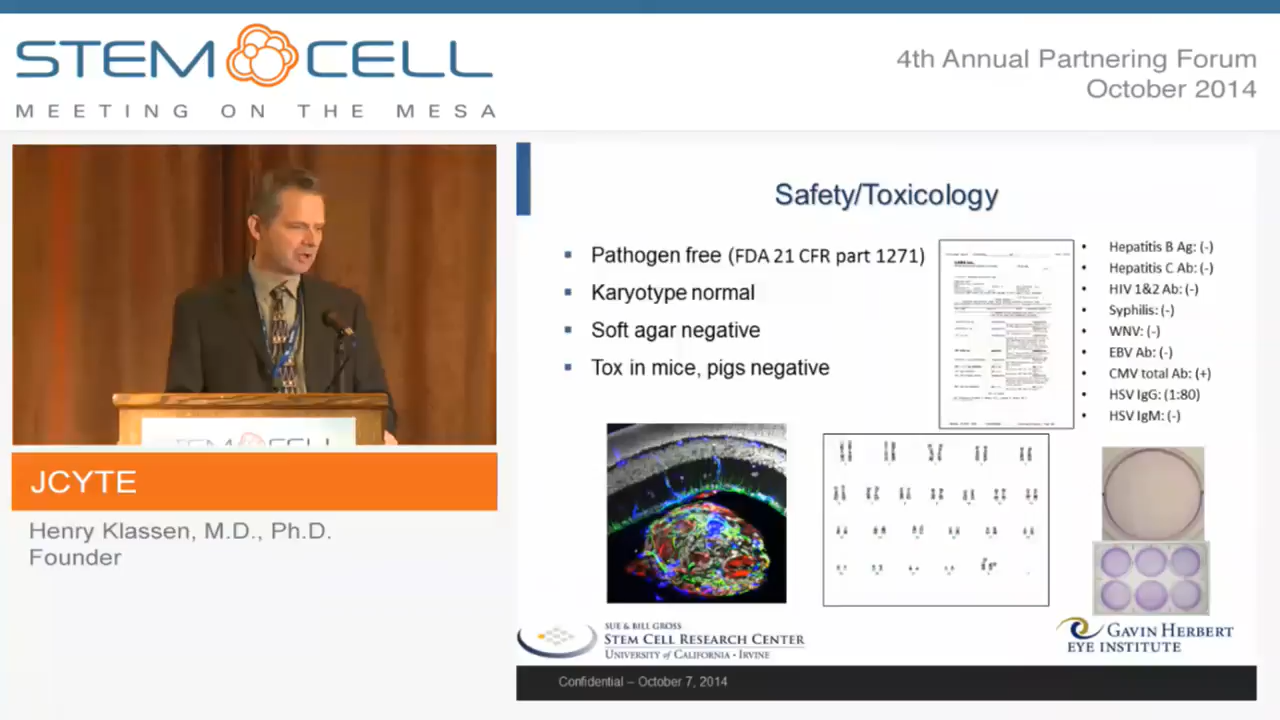 STEM CELL
MEETING ON THE MESA
4th Annual Partnering Forum
October 2014
STEM CELL
JCYTE
Henry Klassen, M.D., Ph.D.
Founder
Safety/Toxicology
▪ Pathogen free (FDA 21 CFR part 1271)
▪ Karyotype normal
▪ Soft agar negative
▪ Tox in mice, pigs negative
• Hepatitis B Ag: (-)
• Hepatitis C Ab: (-)
• HIV 1&2 Ab: (-)
• Syphilis: (-)
• WNV: (-)
• EBV Ab: (-)
• CMV total Ab: (+)
• HSV IgG: (1:80)
• HSV IgM: (-)
SUE & BILL GROSS
STEM CELL RESEARCH CENTER
UNIVERSITY of CALIFORNIA • IRVINE
GAVIN HERBERT
EYE INSTITUTE
Confidential – October 7, 2014